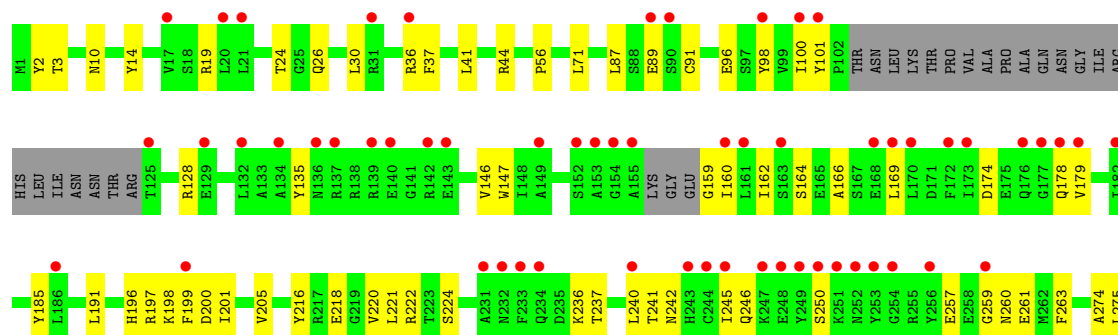 M1 Y2 T3 N10 Y14 V17 S18 R19 L20 L21 T24 G25 Q26 L30 R31 R36 F37 L41 R44 P56 L71 L87 S88 E89 S90 C91 E96 S97 Y98 V99 I100 Y101 P102 THR ASN LEU LYS THR PRO VAL ALA PRO ALA GLN ASN GLY ILE ARG
HIS LEU ILE ASN ASN THR ARG T125 R128 E129 L132 A133 A134 Y135 N136 R137 R138 R139 E140 G141 R142 E143 V146 W147 I148 A149 S152 A153 G154 A155 LYS GLY GLU G159 I160 L161 I162 S163 S164 E165 A166 S167 E168 L169 L170 D171 F172 I173 D174 E175 Q176 G177 Q178 V179 I182
Y185 L186 L191 H196 R197 K198 F199 D200 I201 V205 Y216 R217 E218 G219 V220 L221 R222 T223 S224 A231 N232 F233 Q234 D235 K236 T237 L240 T241 N242 H243 C244 I245 Q246 K247 E248 Y249 S250 K251 N252 Y253 G254 R255 Y256 E257 E258 G259 N260 E261 M262 F263 A274